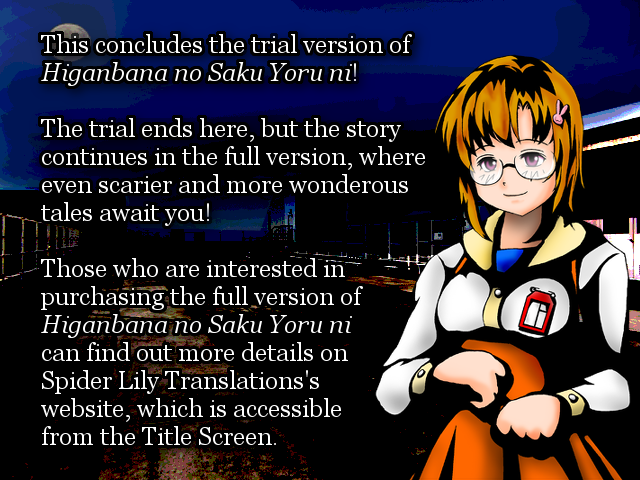 This concludes the trial version of
Higanbana no Saku Yoru ni!
The trial ends here, but the story
continues in the full version, where
even scarier and more wonderous
tales await you!
Those who are interested in
purchasing the full version of
Higanbana no Saku Yoru ni
can find out more details on
Spider Lily Translations's
website, which is accessible
from the Title Screen.